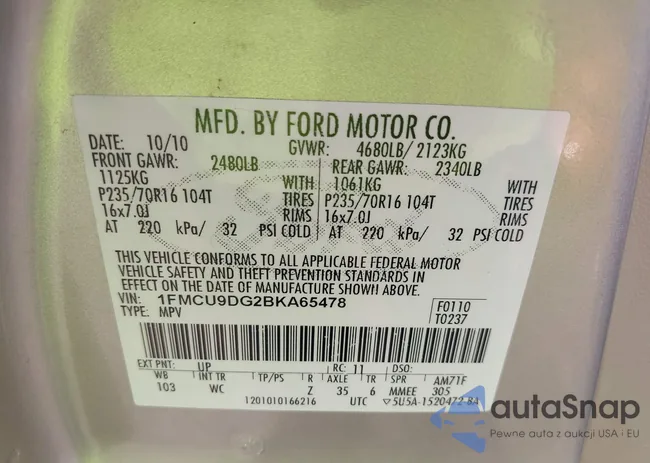 MFD. BY FORD MOTOR CO.
DATE: 10/10 GVWR: 4680LB/ 2123KG
FRONT GAWR: 2480LB REAR GAWR: 2340LB
1125KG WITH 1061KG WITH
P235/70R16 104T TIRES P235/70R16 104T TIRES
16x7.0J RIMS 16x7.0J RIMS
AT 220 kPa/ 32 PSI COLD AT 220 kPa/ 32 PSI COLD
THIS VEHICLE CONFORMS TO ALL APPLICABLE FEDERAL MOTOR
VEHICLE SAFETY AND THEFT PREVENTION STANDARDS IN
EFFECT ON THE DATE OF MANUFACTURE SHOWN ABOVE.
VIN: 1FMCU9DG2BKA65478 F0110
TYPE: MPV T0237
EXT PNT: UP RC: 11 DSO:
WB INT TR TP/PS R AXLE TR SPR AM71F
103 WC Z 35 6 MMEE 305
1201010166216 UTC ▽5U5A-1520472-BA
autaSnap
Pewne auta z aukcji USA i EU